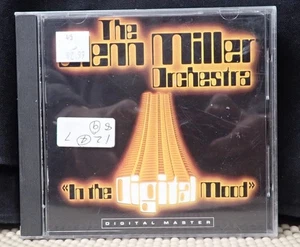 The
Glenn Miller
Orchestra
"In the Digital Mood"
DIGITAL MASTER